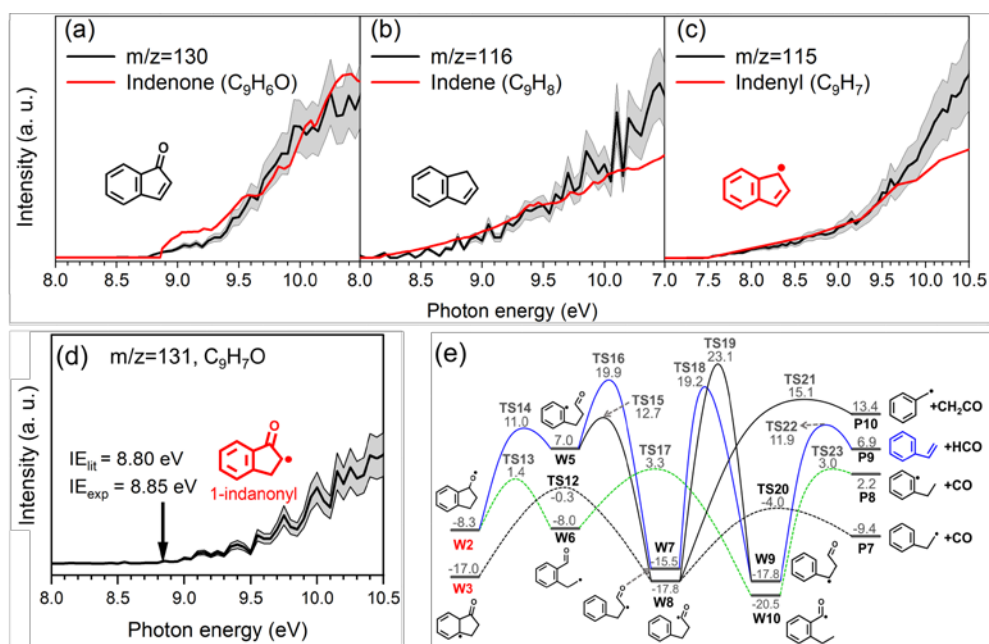 (a)
m/z=130
Indenone (C9H6O)
(b)
m/z=116
Indene (C9H8)
(c)
m/z=115
Indenyl (C9H7)
Intensity (a. u.)
O
8.0 8.5 9.0 9.5 10.0 8.0 8.5 9.0 9.5 10.0 7.0 7.5 8.0 8.5 9.0 9.5 10.0 10.5
Photon energy (eV)
(d)
m/z=131, C9H7O
IElit = 8.80 eV
IEexp = 8.85 eV
O
1-indanonyl
Intensity (a. u.)
8.0 8.5 9.0 9.5 10.0 10.5
Photon energy (eV)
(e)
TS19
23.1
TS16
19.9
TS18
19.2
TS21
15.1
TS14
11.0
TS15
12.7
13.4
P10
+CH2CO
TS22
11.9
W5
7.0
6.9
P9
+HCO
TS13
1.4
TS17
3.3
TS23
3.0
2.2
P8
+CO
TS12
-0.3
TS20
-4.0
-8.3
W2
-8.0
W6
-9.4
P7
+CO
-17.0
W3
W7
-15.5
-17.8
W8
W9
-17.8
-20.5
W10